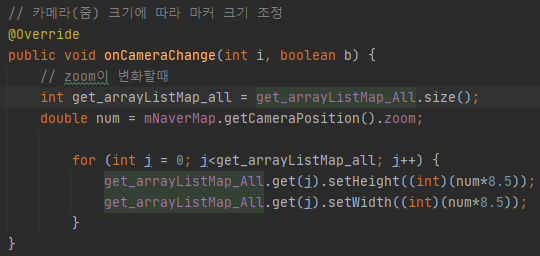 // 카메라(줌) 크기에 따라 마커 크기 조정
@Override
public void onCameraChange(int i, boolean b) {
// zoom이 변화할때
int get_arrayListMap_all = get_arrayListMap_All.size();
double num = mNaverMap.getCameraPosition().zoom;
for (int j = 0; j<get_arrayListMap_all; j++) {
get_arrayListMap_All.get(j).setHeight((int)(num*8.5));
get_arrayListMap_All.get(j).setWidth((int)(num*8.5));
}
}